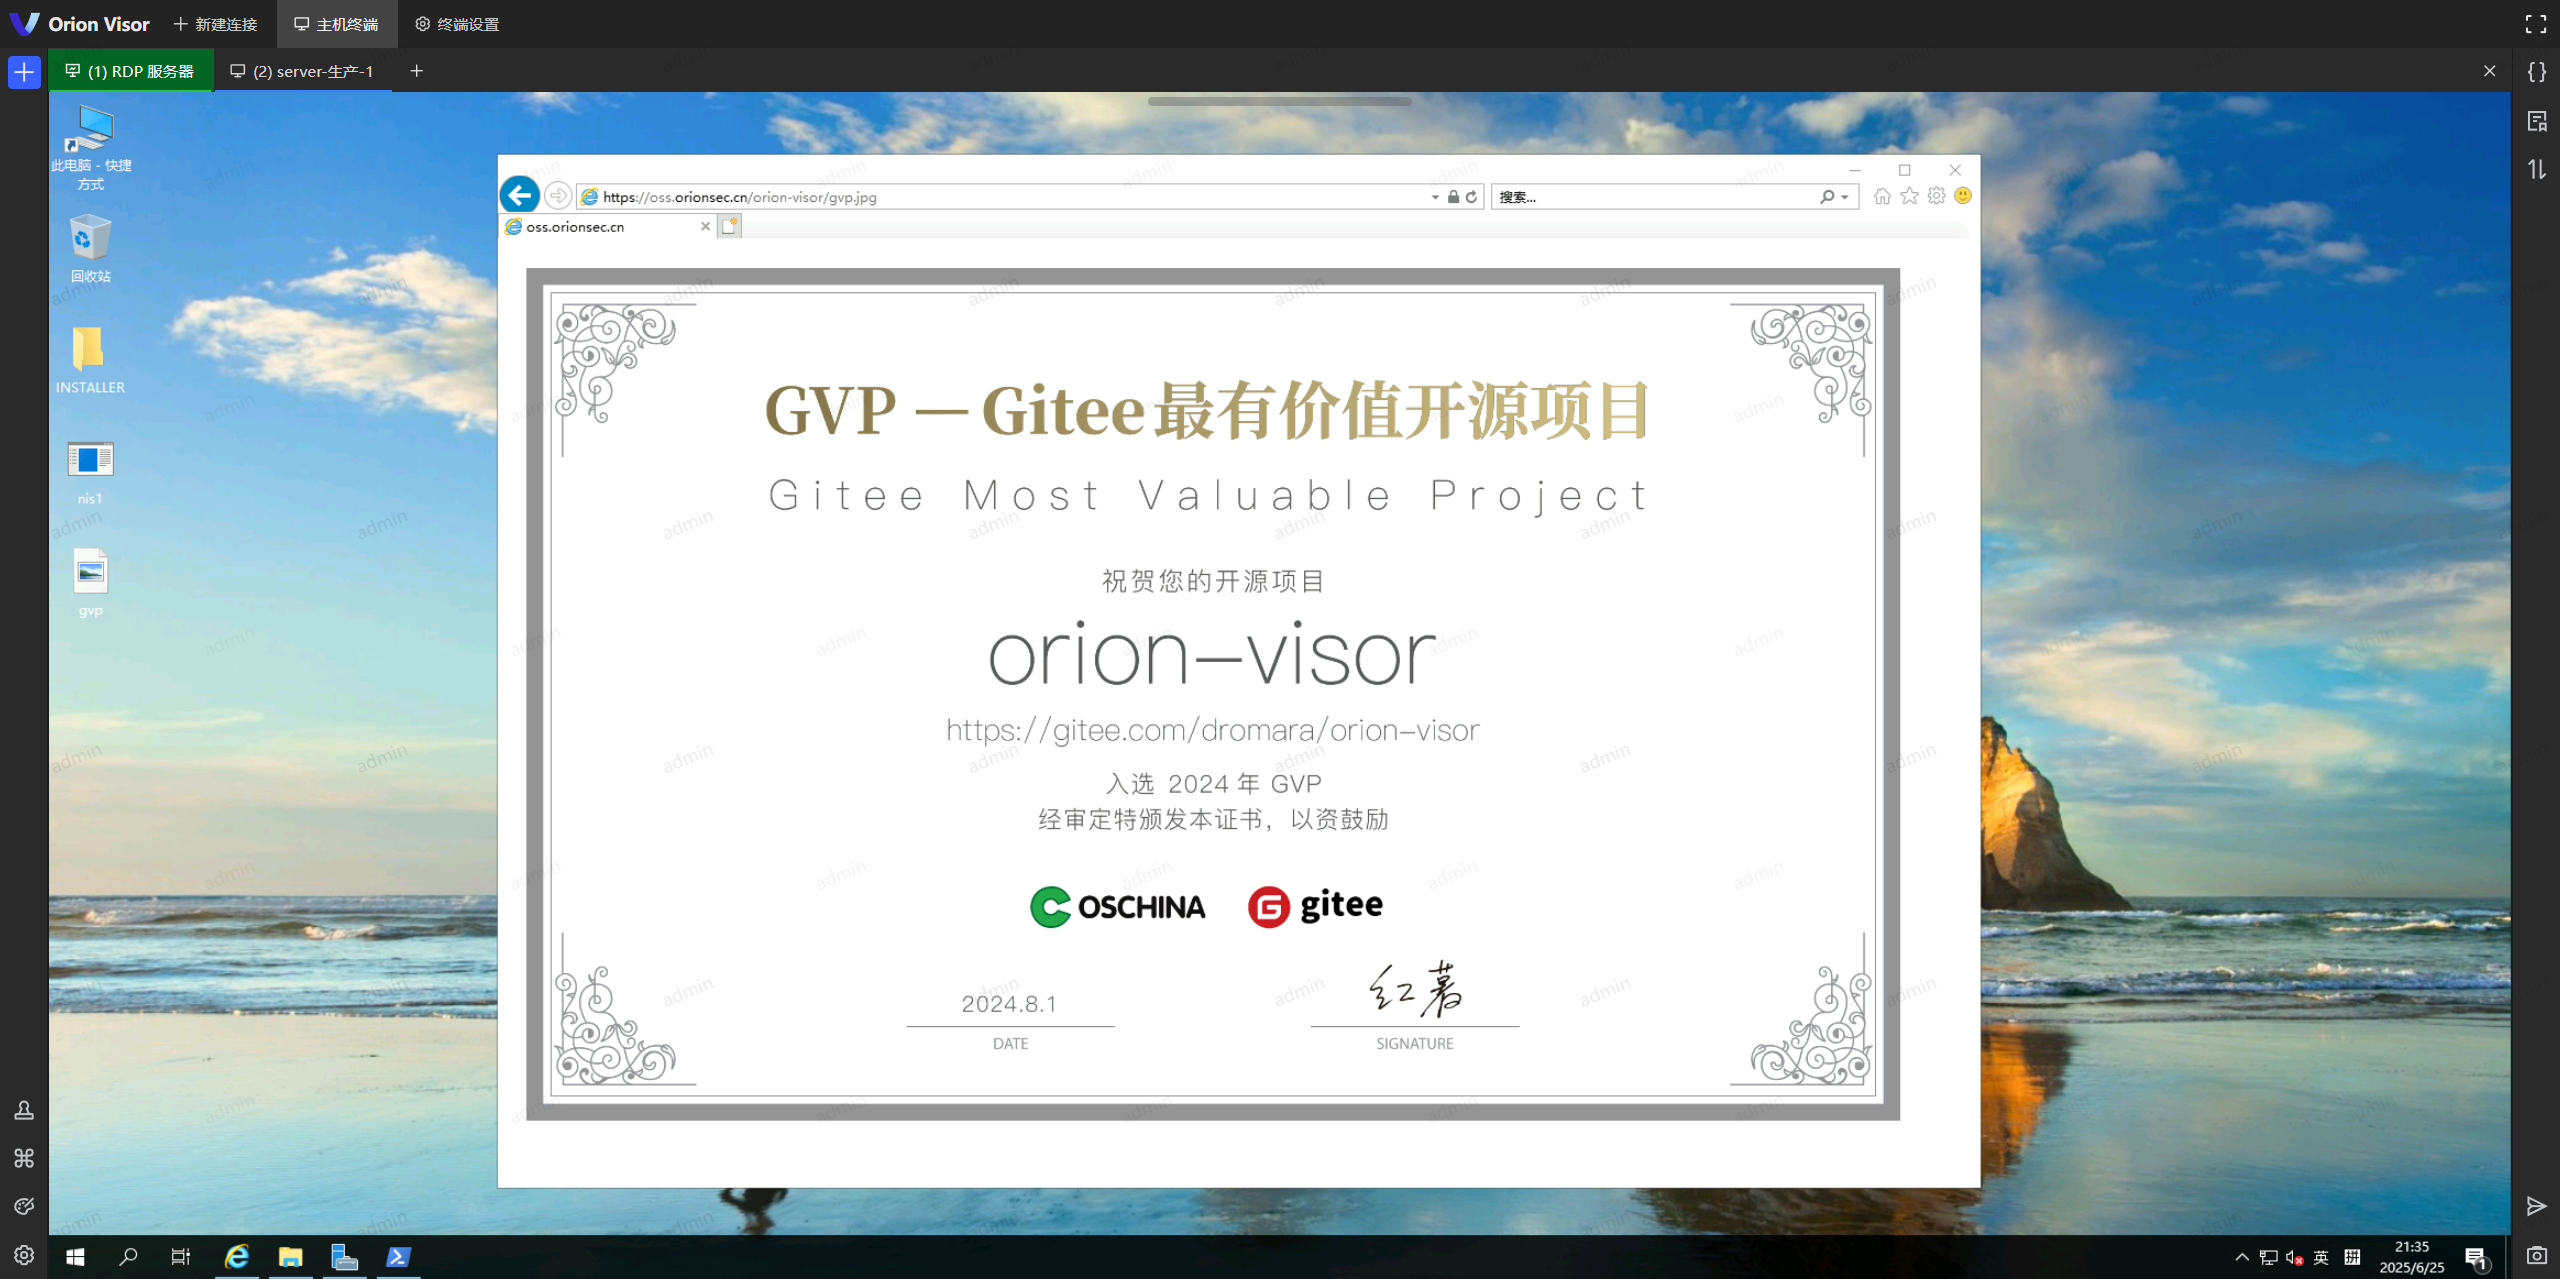 Orion Visor
新建连接
主机终端
终端设置
(1) RDP 服务器
(2) server-生产-1
此电脑 - 快捷
方式
回收站
INSTALLER
nis1
gvp
https://oss.orionsec.cn/orion-visor/gvp.jpg
搜索...
oss.orionsec.cn
GVP — Gitee 最有价值开源项目
Gitee Most Valuable Project
祝贺您的开源项目
orion-visor
https://gitee.com/dromara/orion-visor
入选 2024 年 GVP
经审定特颁发本证书，以资鼓励
OSCHINA
gitee
2024.8.1
DATE
红薯
SIGNATURE
admin
英
拼
21:35
2025/6/25
1